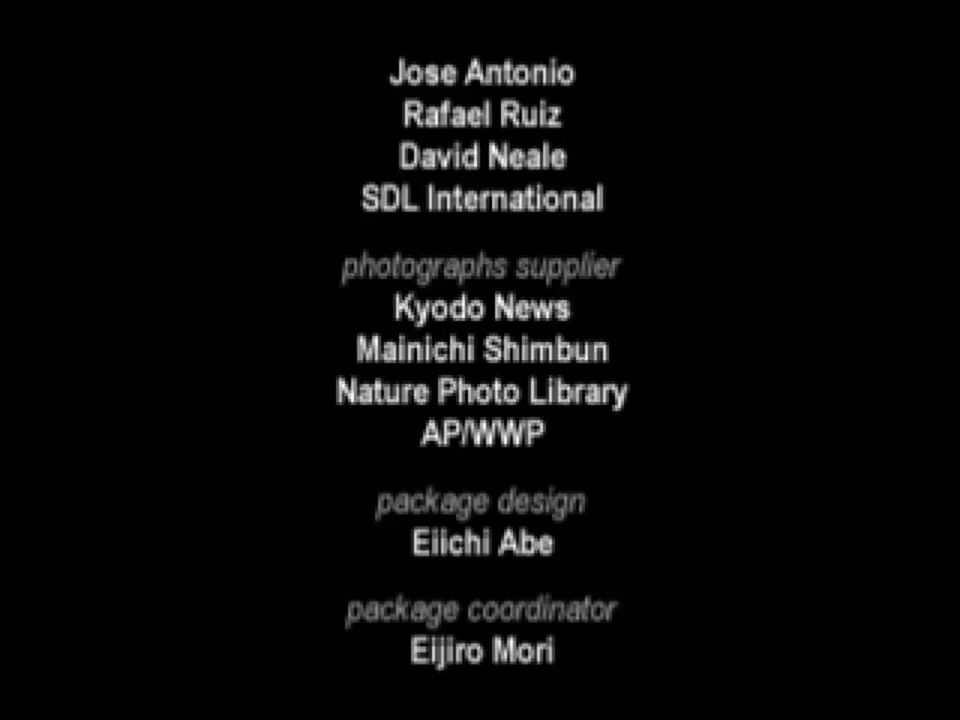 Jose Antonio
Rafael Ruiz
David Neale
SDL International
photographs supplier
Kyodo News
Mainichi Shimbun
Nature Photo Library
AP/WWP
package design
Eiichi Abe
package coordinator
Eijiro Mori